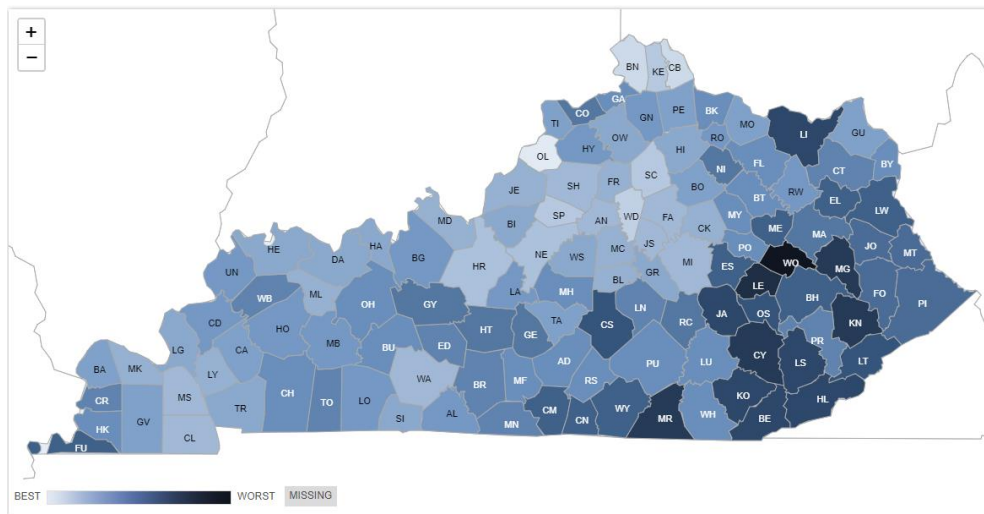 +
−
BN
KE
CB
GA
CO
GN
PE
BK
TI
OW
MO
LI
GU
HY
RO
OL
HI
NI
FL
CT
BY
SH
FR
SC
JE
BO
BT
RW
EL
SP
AN
WD
FA
MY
LW
MD
BI
CK
ME
MA
HE
HA
NE
WS
MC
JS
PO
JO
MT
DA
BG
HR
MI
ES
WO
MG
UN
GR
BL
WB
ML
LA
MH
LE
BH
FO
PI
OH
GY
LN
JA
OS
CD
TA
CS
RC
KN
HO
HT
GE
PR
LG
CA
MB
BU
ED
CY
LT
BA
MK
LY
AD
PU
LU
LS
WA
BR
MF
RS
CR
MS
TR
CH
TO
LO
KO
HL
HK
GV
SI
AL
MN
CM
CN
WY
MR
WH
BE
CL
FU
BEST
WORST
MISSING